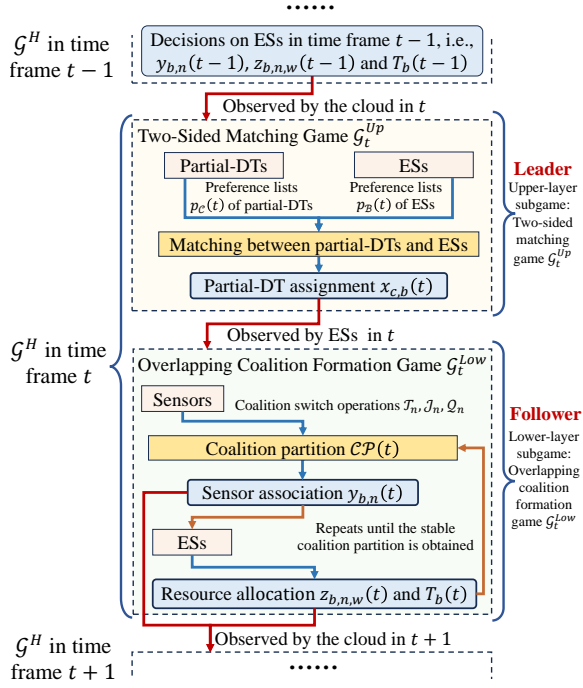 ......
𝒢^H in time
frame t − 1
Decisions on ESs in time frame t − 1, i.e.,
y_{b,n}(t−1), z_{b,n,w}(t−1) and T_b(t−1)
Observed by the cloud in t
Two-Sided Matching Game 𝒢_t^{Up}
Partial-DTs
ESs
Preference lists
p_𝒞(t) of partial-DTs
Preference lists
p_ℬ(t) of ESs
Matching between partial-DTs and ESs
Partial-DT assignment x_{c,b}(t)
Leader
Upper-layer
subgame:
Two-sided
matching
game 𝒢_t^{Up}
Observed by ESs in t
𝒢^H in time
frame t
Overlapping Coalition Formation Game 𝒢_t^{Low}
Sensors
Coalition switch operations 𝒯_n, 𝒥_n, 𝒬_n
Coalition partition 𝒞𝒫(t)
Sensor association y_{b,n}(t)
ESs
Repeats until the stable
coalition partition is obtained
Resource allocation z_{b,n,w}(t) and T_b(t)
Follower
Lower-layer
subgame:
Overlapping
coalition
formation
game 𝒢_t^{Low}
Observed by the cloud in t + 1
𝒢^H in time
frame t + 1
......